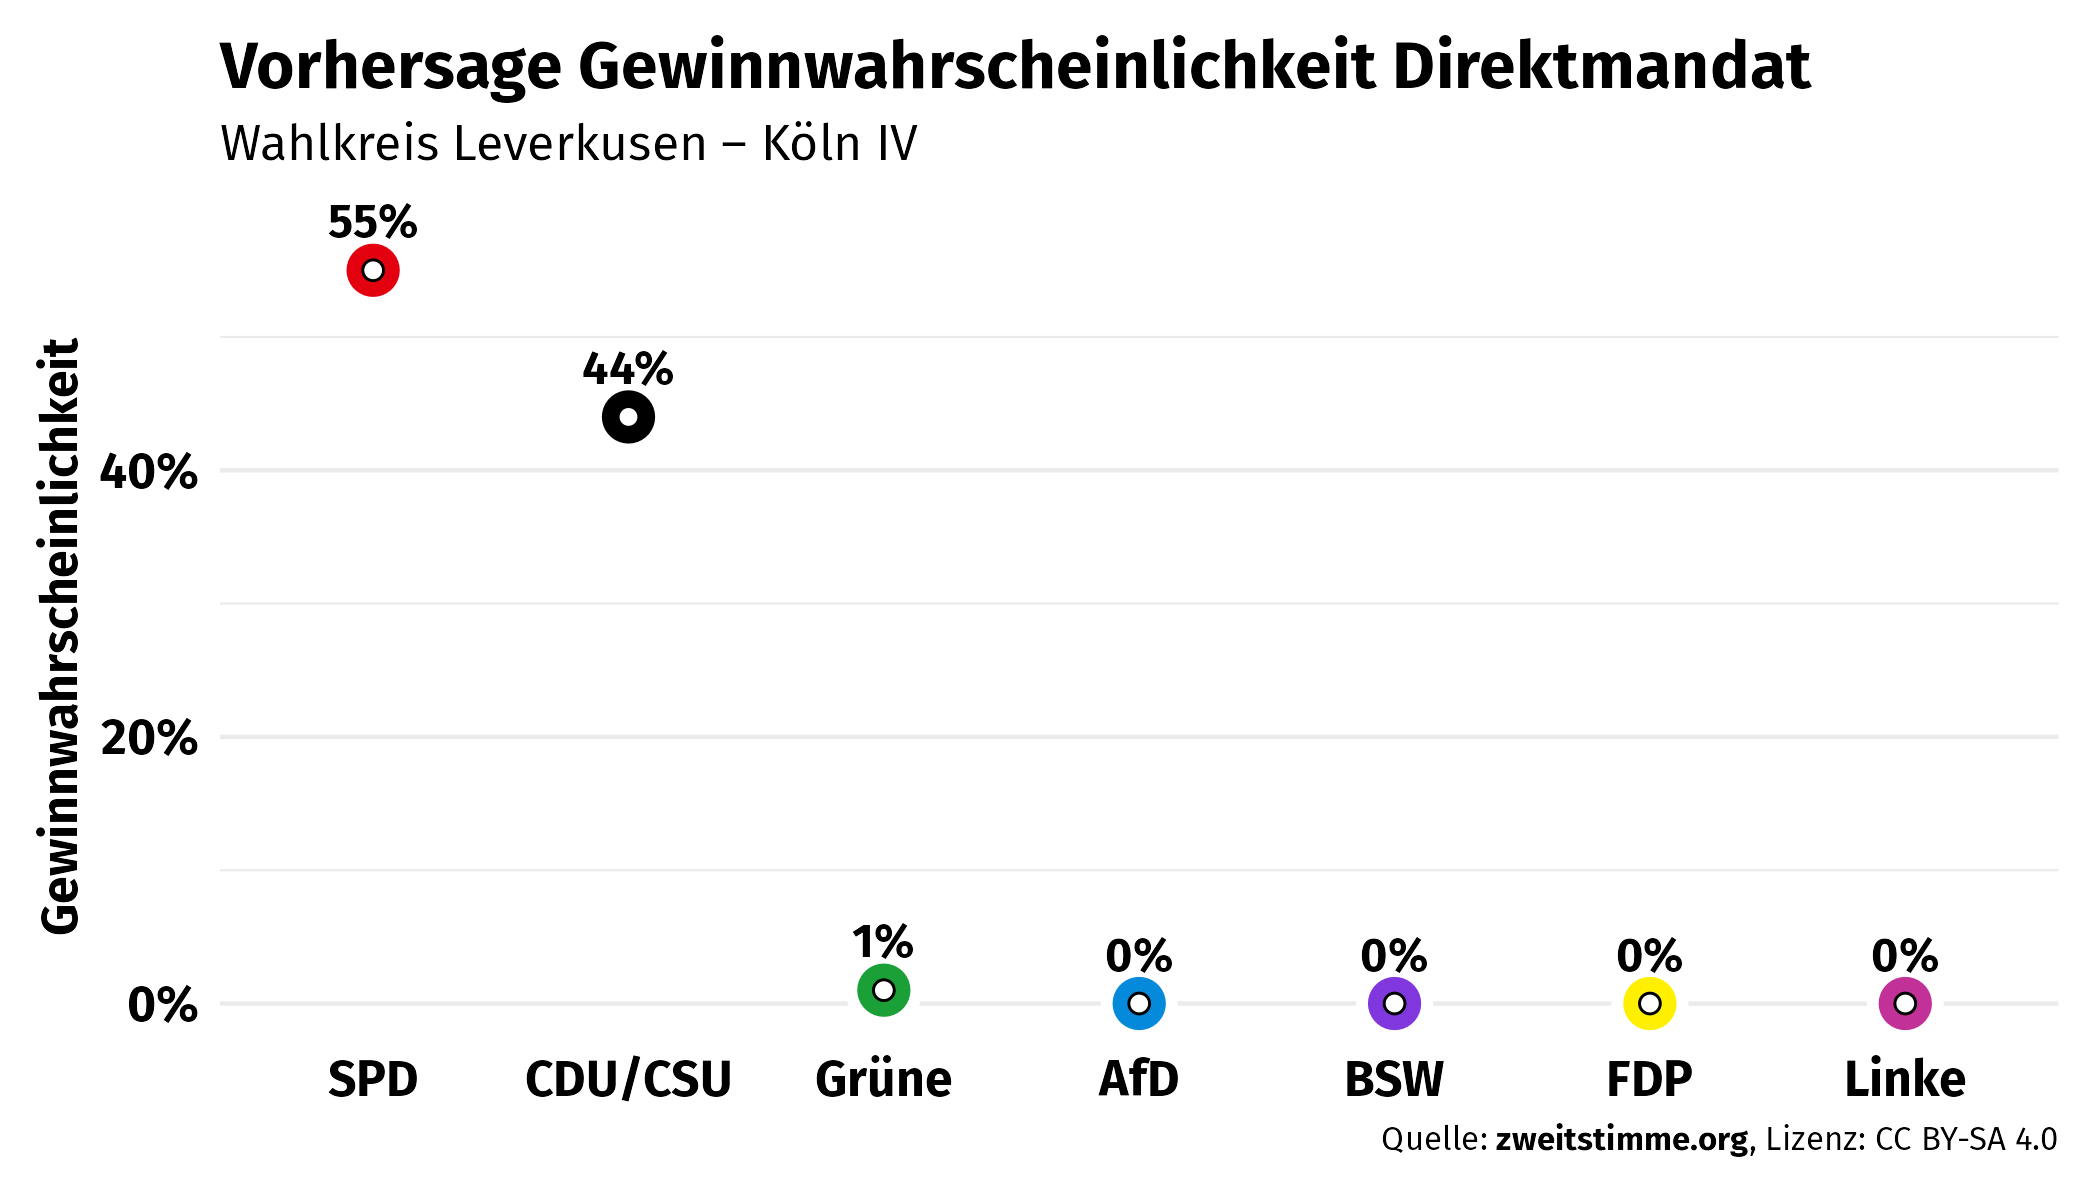 Vorhersage Gewinnwahrscheinlichkeit Direktmandat
Wahlkreis Leverkusen – Köln IV
Gewinnwahrscheinlichkeit
55%
44%
40%
20%
1%
0%
0%
0%
0%
0%
SPD CDU/CSU Grüne AfD BSW FDP Linke
Quelle: zweitstimme.org, Lizenz: CC BY-SA 4.0